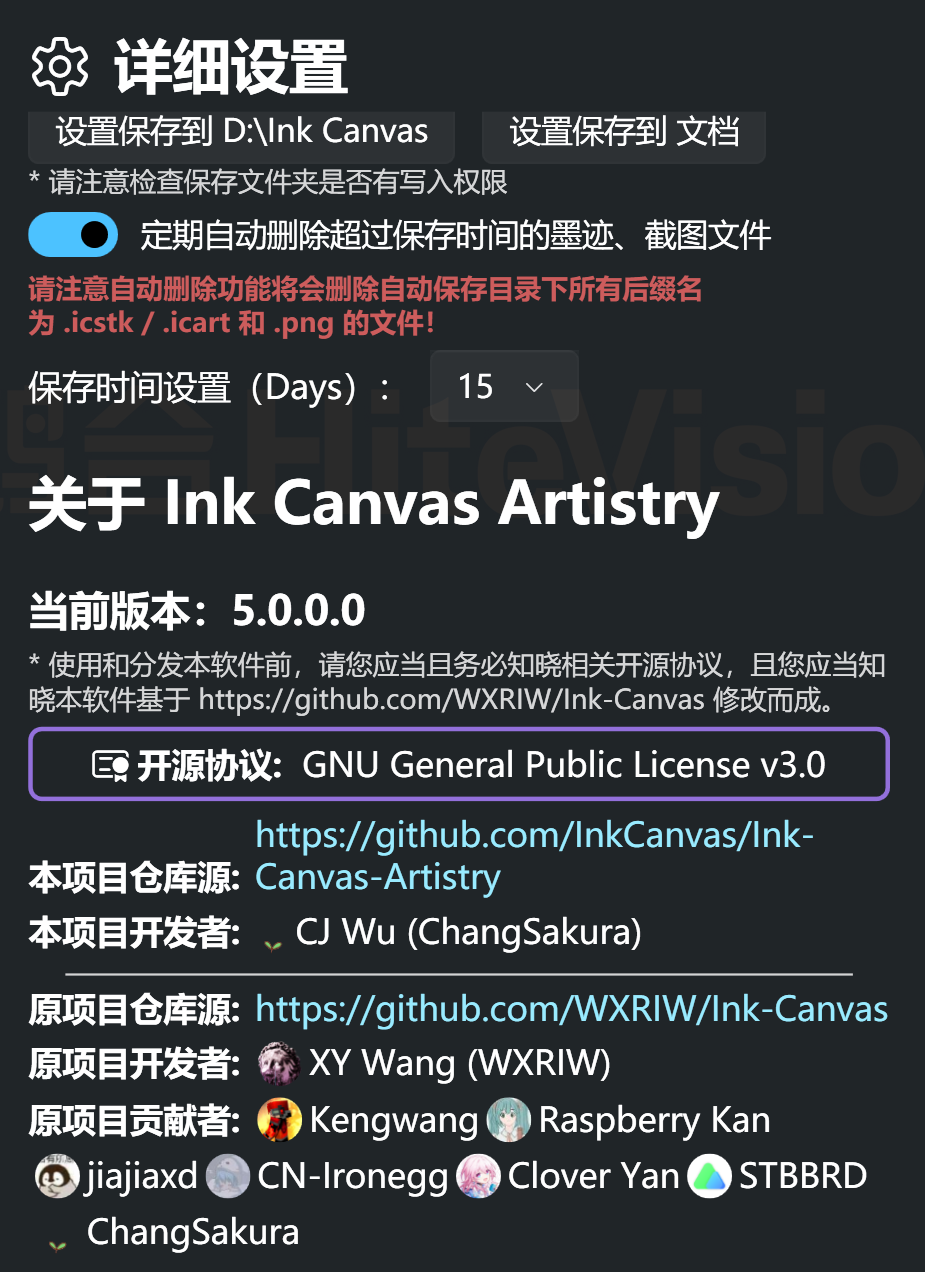 详细设置
设置保存到 D:\Ink Canvas 设置保存到 文档
* 请注意检查保存文件夹是否有写入权限
定期自动删除超过保存时间的墨迹、截图文件
请注意自动删除功能将会删除自动保存目录下所有后缀名
为 .icstk / .icart 和 .png 的文件！
保存时间设置（Days）： 15
关于 Ink Canvas Artistry
当前版本：5.0.0.0
* 使用和分发本软件前，请您应当且务必知晓相关开源协议，且您应当知
晓本软件基于 https://github.com/WXRIW/Ink-Canvas 修改而成。
开源协议: GNU General Public License v3.0
https://github.com/InkCanvas/Ink-
本项目仓库源: Canvas-Artistry
本项目开发者: CJ Wu (ChangSakura)
原项目仓库源: https://github.com/WXRIW/Ink-Canvas
原项目开发者: XY Wang (WXRIW)
原项目贡献者: Kengwang Raspberry Kan
jiajiaxd CN-Ironegg Clover Yan STBBRD
ChangSakura